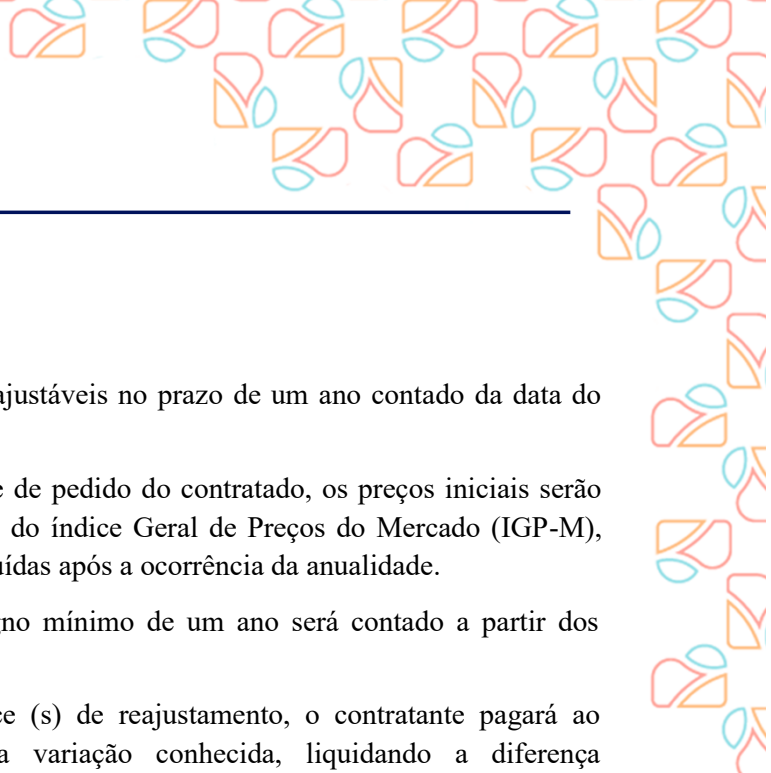 ajustáveis no prazo de um ano contado da data do
de pedido do contratado, os preços iniciais serão
do índice Geral de Preços do Mercado (IGP-M),
uídas após a ocorrência da anualidade.
gno mínimo de um ano será contado a partir dos
ce (s) de reajustamento, o contratante pagará ao
a variação conhecida, liquidando a diferença